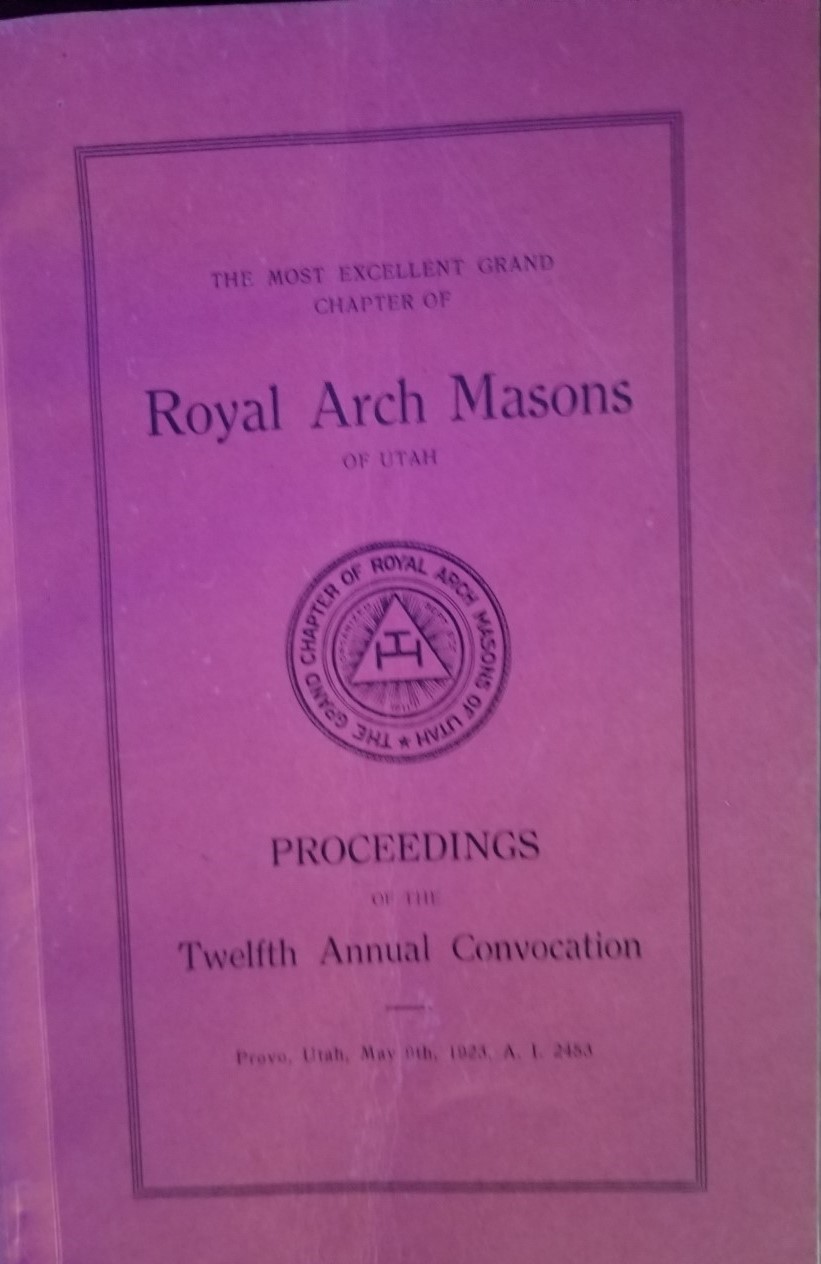 THE MOST EXCELLENT GRAND
CHAPTER OF
Royal Arch Masons
OF UTAH
THE GRAND CHAPTER OF ROYAL ARCH MASONS OF UTAH ★
ORGANIZED
PROCEEDINGS
OF THE
Twelfth Annual Convocation
Provo, Utah, May 1923, A. I. 2453